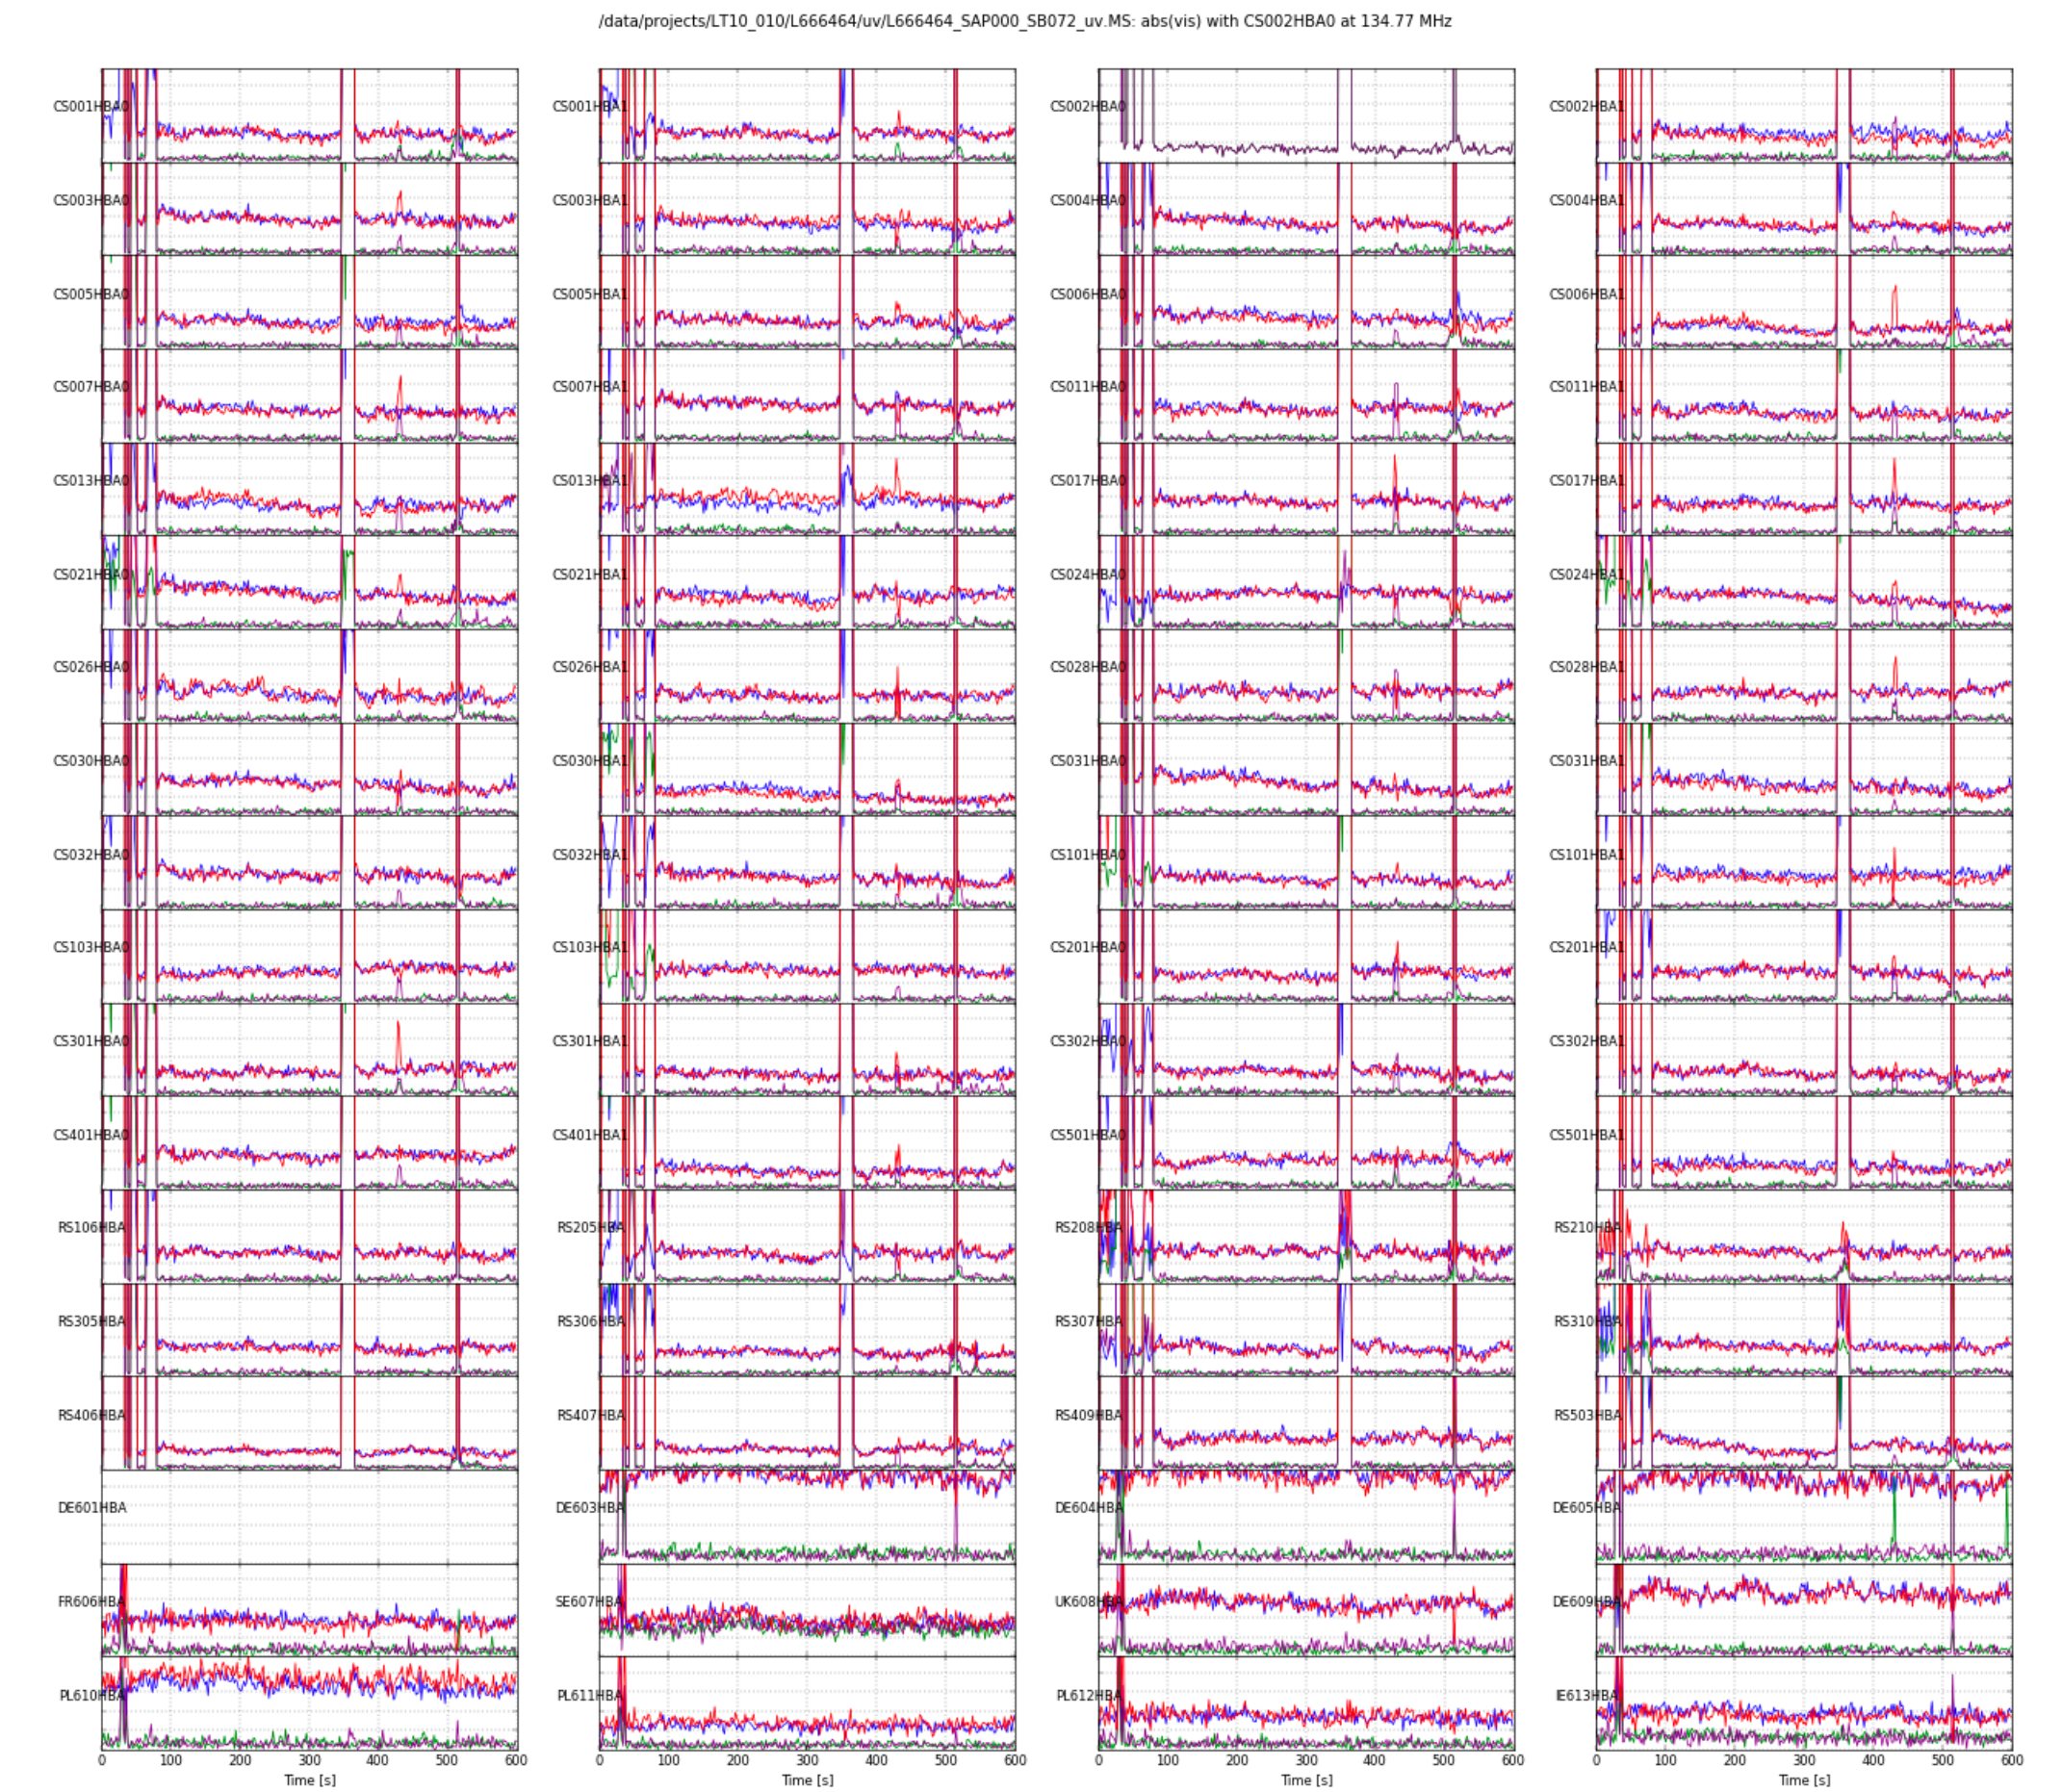 /data/projects/LT10_010/L666464/uv/L666464_SAP000_SB072_uv.MS: abs(vis) with CS002HBA0 at 134.77 MHz
CS001HBA0 CS001HBA1 CS002HBA0 CS002HBA1
CS003HBA0 CS003HBA1 CS004HBA0 CS004HBA1
CS005HBA0 CS005HBA1 CS006HBA0 CS006HBA1
CS007HBA0 CS007HBA1 CS011HBA0 CS011HBA1
CS013HBA0 CS013HBA1 CS017HBA0 CS017HBA1
CS021HBA0 CS021HBA1 CS024HBA0 CS024HBA1
CS026HBA0 CS026HBA1 CS028HBA0 CS028HBA1
CS030HBA0 CS030HBA1 CS031HBA0 CS031HBA1
CS032HBA0 CS032HBA1 CS101HBA0 CS101HBA1
CS103HBA0 CS103HBA1 CS201HBA0 CS201HBA1
CS301HBA0 CS301HBA1 CS302HBA0 CS302HBA1
CS401HBA0 CS401HBA1 CS501HBA0 CS501HBA1
RS106HBA RS205HBA RS208HBA RS210HBA
RS305HBA RS306HBA RS307HBA RS310HBA
RS406HBA RS407HBA RS409HBA RS503HBA
DE601HBA DE603HBA DE604HBA DE605HBA
FR606HBA SE607HBA UK608HBA DE609HBA
PL610HBA PL611HBA PL612HBA IE613HBA
0 100 200 300 400 500 600 0 100 200 300 400 500 600 0 100 200 300 400 500 600 0 100 200 300 400 500 600
Time [s] Time [s] Time [s] Time [s]